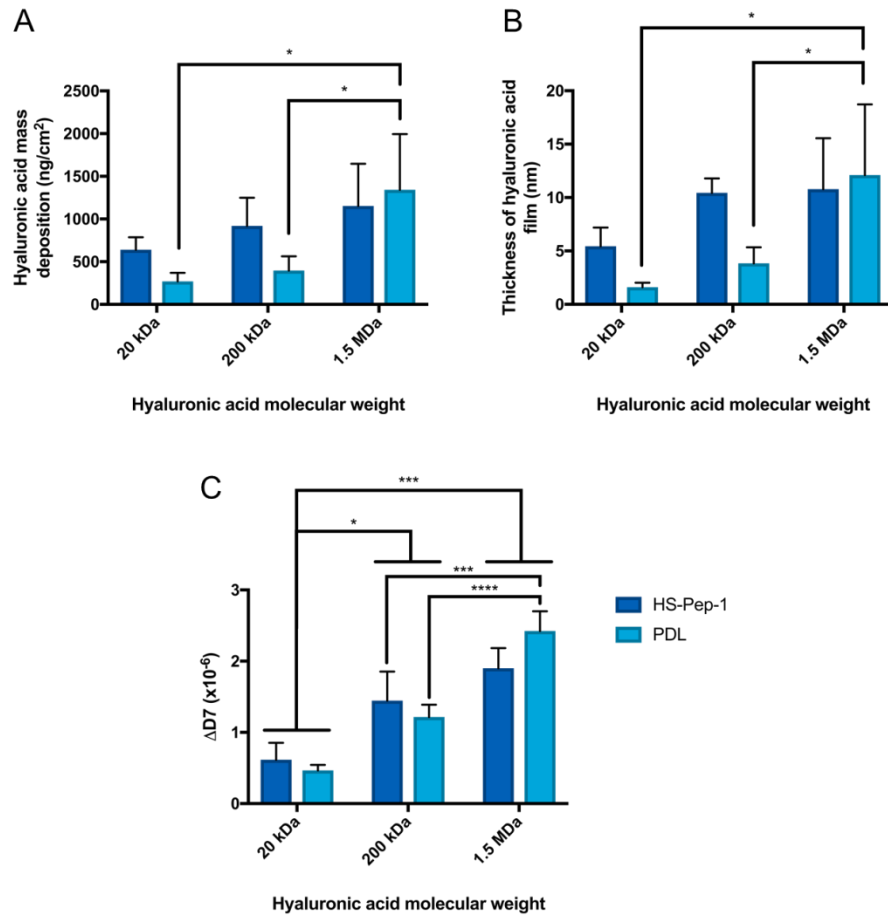 A
*
*
Hyaluronic acid mass
deposition (ng/cm²)
2500
2000
1500
1000
500
0
20 kDa
200 kDa
1.5 MDa
Hyaluronic acid molecular weight
B
*
*
Thickness of hyaluronic acid
film (nm)
20
15
10
5
0
20 kDa
200 kDa
1.5 MDa
Hyaluronic acid molecular weight
C
***
*
***
****
ΔD7 (x10⁻⁶)
3
2
1
0
20 kDa
200 kDa
1.5 MDa
Hyaluronic acid molecular weight
HS-Pep-1
PDL